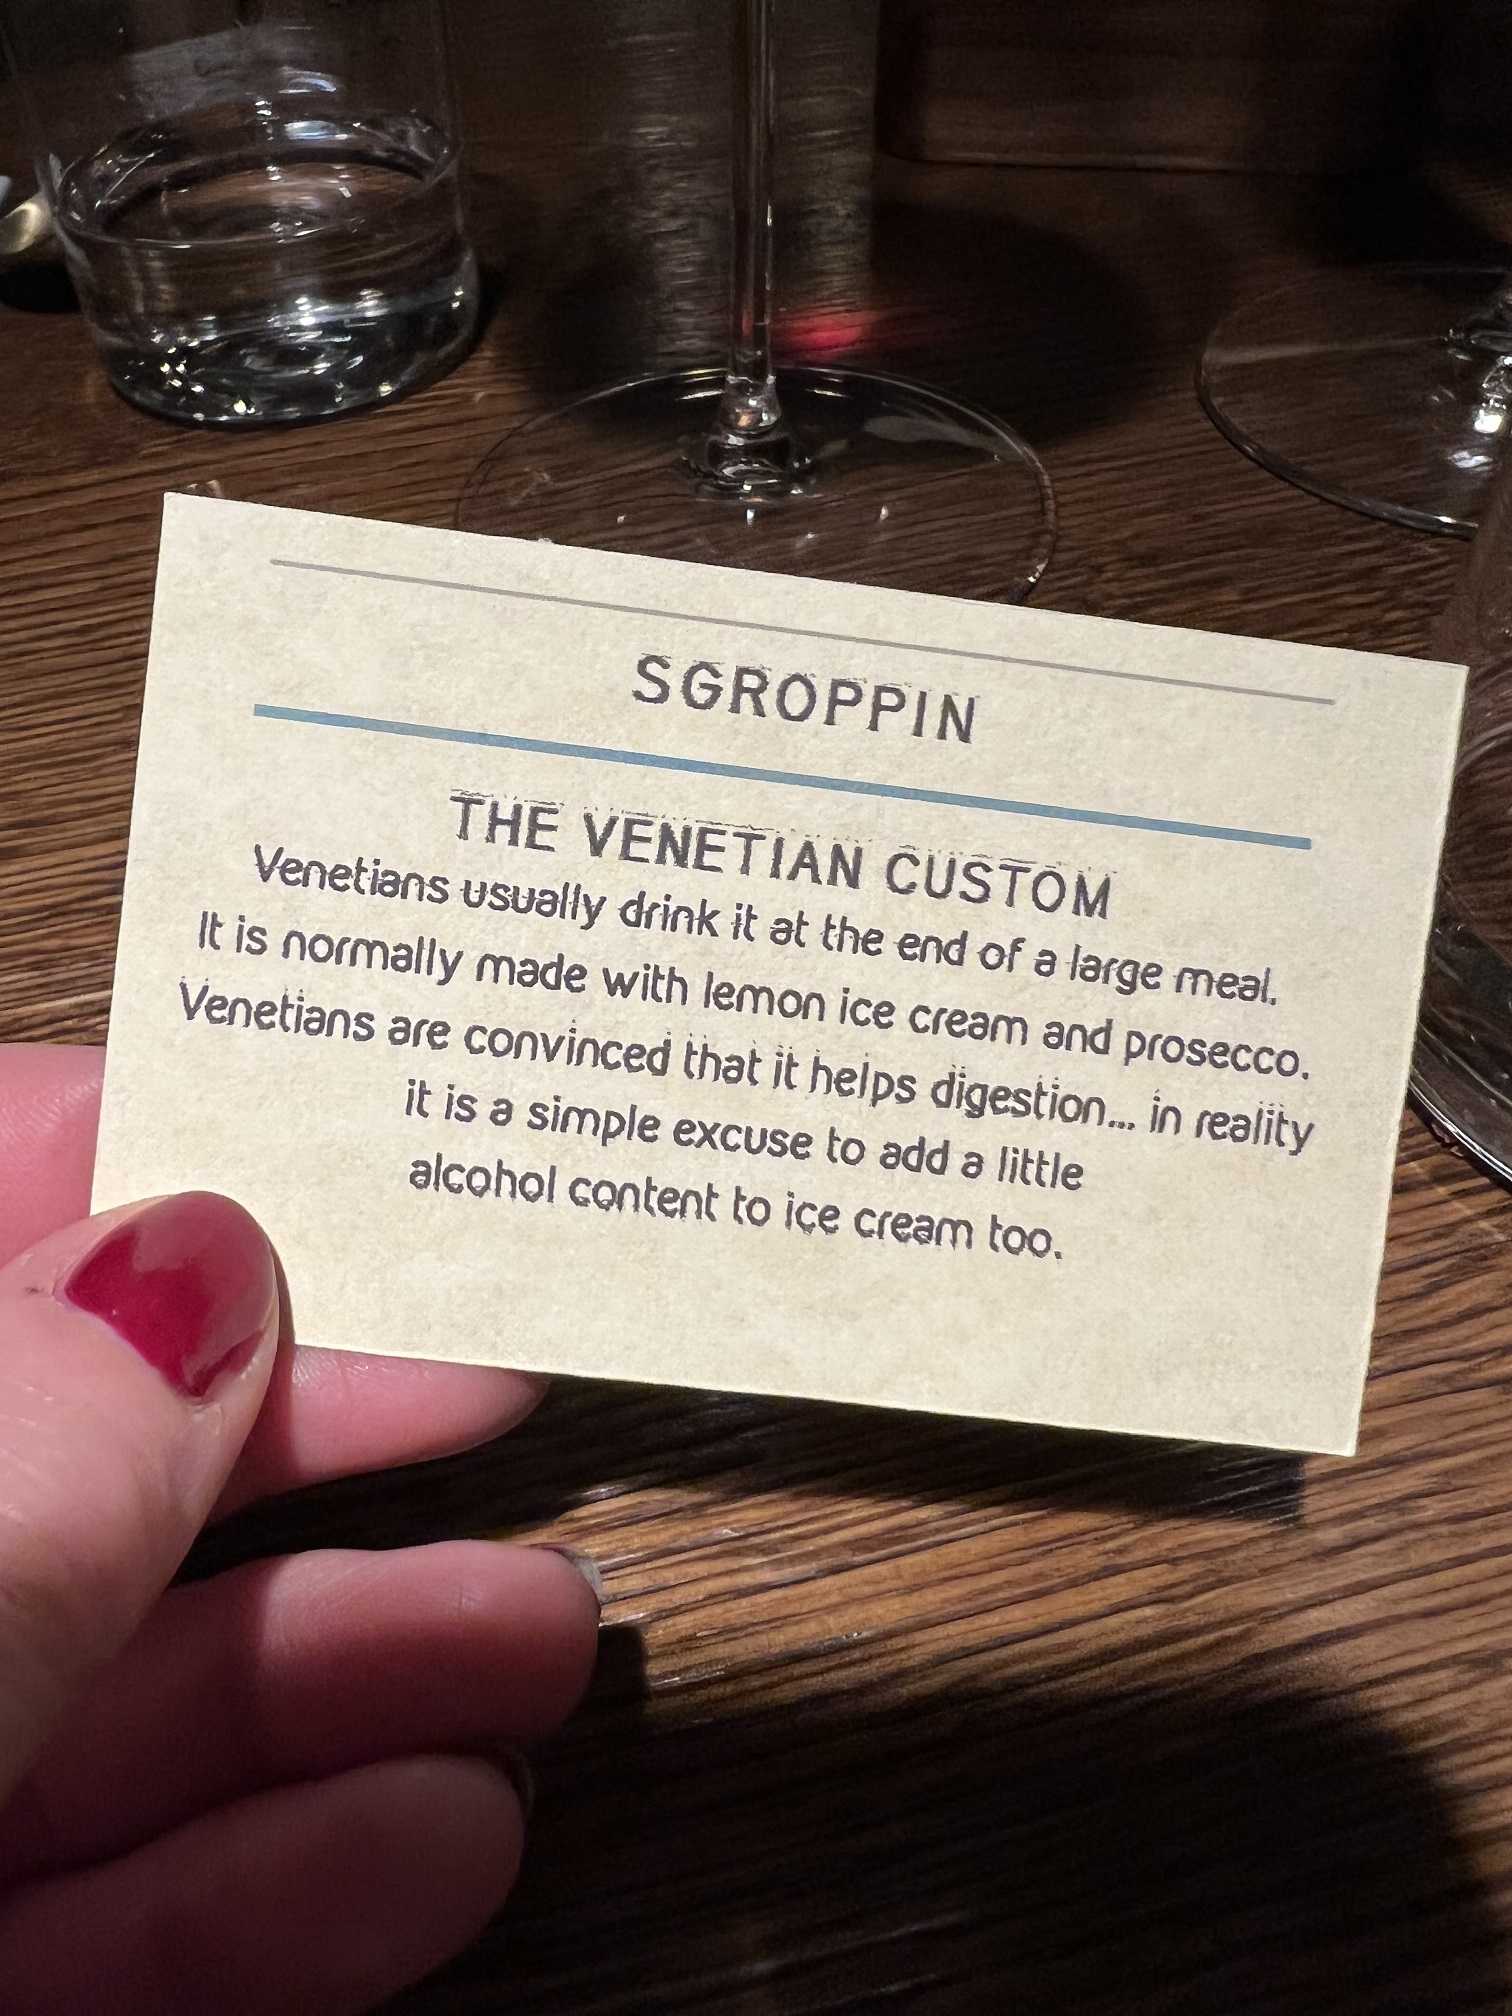 SGROPPIN
THE VENETIAN CUSTOM
Venetians usually drink it at the end of a large meal.
It is normally made with lemon ice cream and prosecco.
Venetians are convinced that it helps digestion... in reality
it is a simple excuse to add a little
alcohol content to ice cream too.